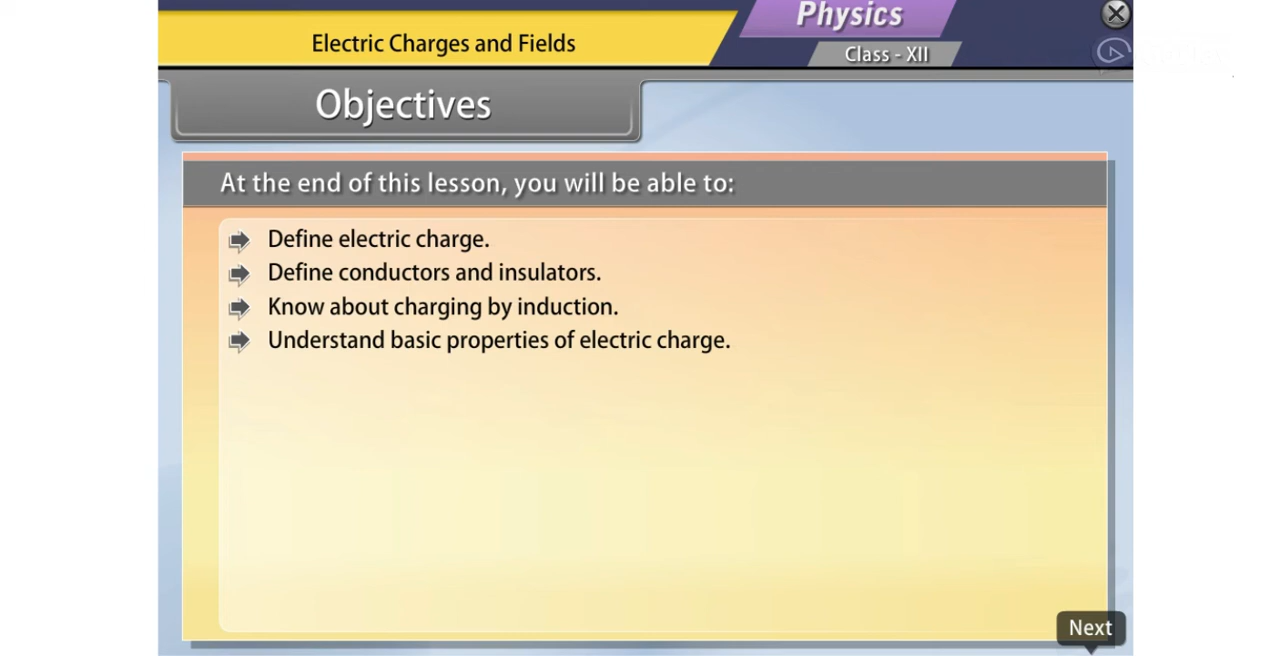 Physics
Electric Charges and Fields
Class - XII
Objectives
At the end of this lesson, you will be able to:
Define electric charge.
Define conductors and insulators.
Know about charging by induction.
Understand basic properties of electric charge.
Next